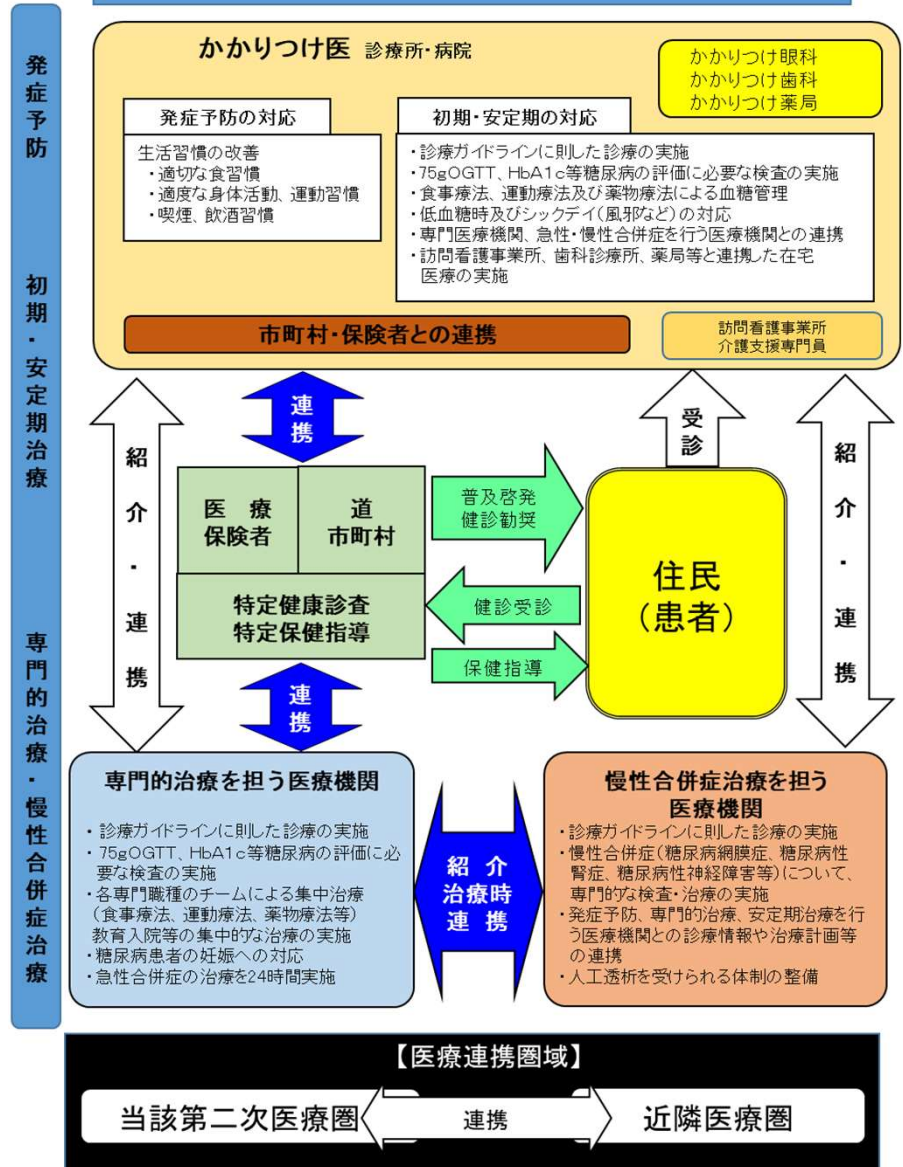 発症予防
初期・安定期治療
専門的治療・慢性合併症治療
かかりつけ医 診療所・病院
かかりつけ眼科
かかりつけ歯科
かかりつけ薬局
発症予防の対応
生活習慣の改善
・適切な食習慣
・適度な身体活動、運動習慣
・喫煙、飲酒習慣
初期・安定期の対応
・診療ガイドラインに則した診療の実施
・75gOGTT、HbA1c等糖尿病の評価に必要な検査の実施
・食事療法、運動療法及び薬物療法による血糖管理
・低血糖時及びシックデイ(風邪など)の対応
・専門医療機関、急性・慢性合併症を行う医療機関との連携
・訪問看護事業所、歯科診療所、薬局等と連携した在宅
医療の実施
市町村・保険者との連携
訪問看護事業所
介護支援専門員
紹介・連携
連携
受診
紹介・連携
医 療
保険者
道
市町村
特定健康診査
特定保健指導
普及啓発
健診勧奨
健診受診
保健指導
住民
(患者)
連携
専門的治療を担う医療機関
・診療ガイドラインに則した診療の実施
・75gOGTT、HbA1c等糖尿病の評価に必
要な検査の実施
・各専門職種のチームによる集中治療
(食事療法、運動療法、薬物療法等)
教育入院等の集中的な治療の実施
・糖尿病患者の妊娠への対応
・急性合併症の治療を24時間実施
紹 介
治療時
連 携
慢性合併症治療を担う
医療機関
・診療ガイドラインに則した診療の実施
・慢性合併症(糖尿病網膜症、糖尿病性
腎症、糖尿病性神経障害等)について、
専門的な検査・治療の実施
・発症予防、専門的治療、安定期治療を行
う医療機関との診療情報や治療計画等
の連携
・人工透析を受けられる体制の整備
【医療連携圏域】
当該第二次医療圏
連携
近隣医療圏